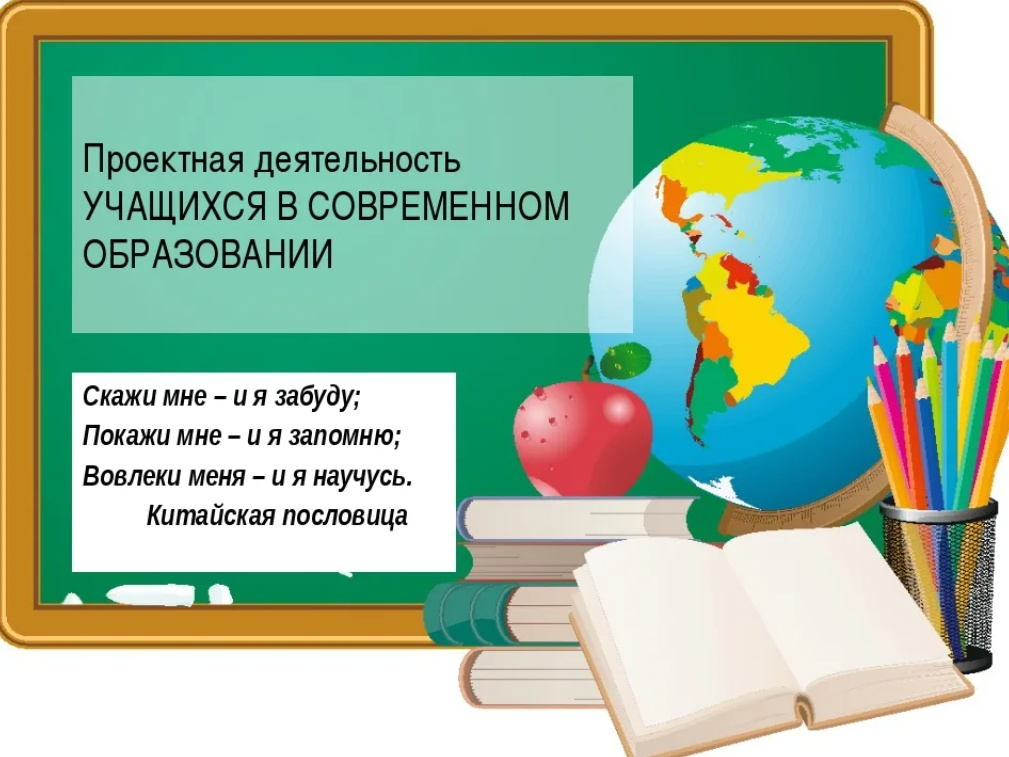 Проектная деятельность
УЧАЩИХСЯ В СОВРЕМЕННОМ
ОБРАЗОВАНИИ
Скажи мне – и я забуду;
Покажи мне – и я запомню;
Вовлеки меня – и я научусь.
Китайская пословица